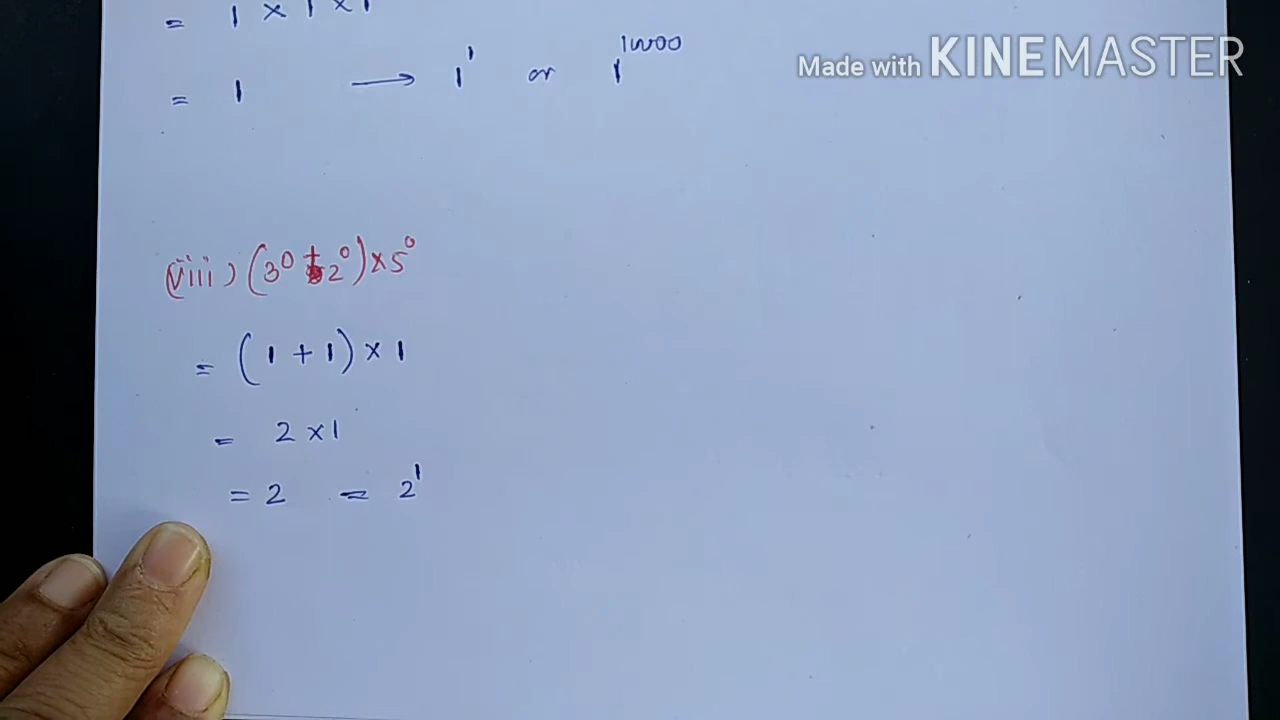 = 1 × 1 × 1
= 1 ⟶ 1¹ or 1¹⁰⁰⁰
Made with KINEMASTER
(viii) (3⁰ + 2⁰) × 5⁰
= (1 + 1) × 1
= 2 × 1
= 2 = 2¹